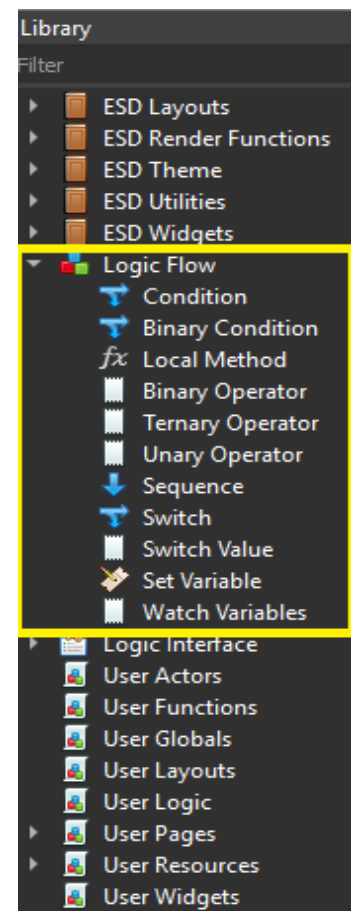 Library
Filter
ESD Layouts
ESD Render Functions
ESD Theme
ESD Utilities
ESD Widgets
Logic Flow
Condition
Binary Condition
fx Local Method
Binary Operator
Ternary Operator
Unary Operator
Sequence
Switch
Switch Value
Set Variable
Watch Variables
Logic Interface
User Actors
User Functions
User Globals
User Layouts
User Logic
User Pages
User Resources
User Widgets